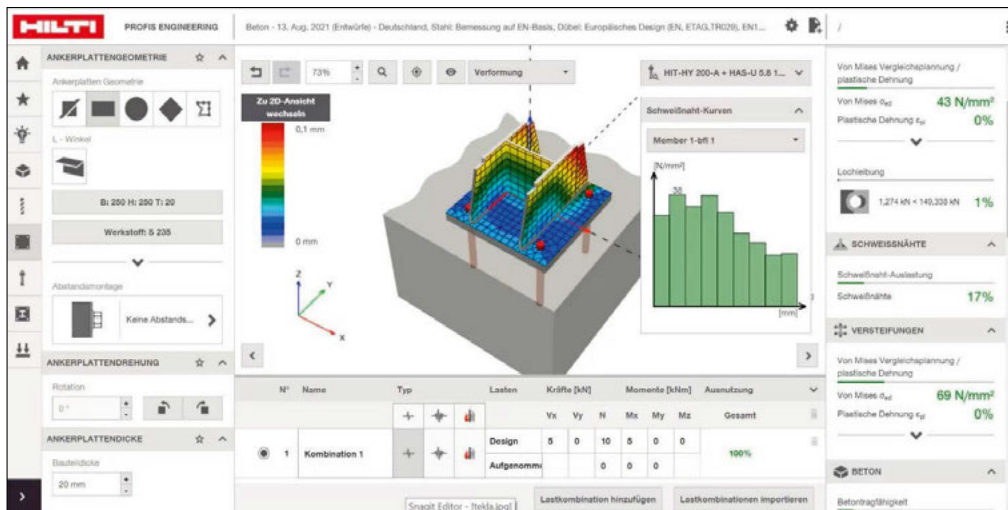 HILTI
PROFIS ENGINEERING
Beton - 13. Aug. 2021 (Entwürfe) - Deutschland, Stahl: Bemessung auf EN-Basis, Dübel: Europäisches Design (EN, ETAG,TR029), EN1...
/
ANKERPLATTENGEOMETRIE
Ankerplatten Geometrie
L - Winkel
B: 250 H: 250 T: 20
Werkstoff: S 235
Abstandsmontage
Keine Abstands...
ANKERPLATTENDREHUNG
Rotation
0 °
ANKERPLATTENDICKE
Bauteildicke
20 mm
73%
Verformung
HIT-HY 200-A + HAS-U 5.8 1...
Zu 2D-Ansicht
wechseln
0,1 mm
0 mm
Z
Y
X
Schweißnaht-Kurven
Member 1-bfl 1
[N/mm²]
38
[mm]
N° Name Typ Lasten Kräfte [kN] Momente [kNm] Ausnutzung
Vx Vy N Mx My Mz Gesamt
1 Kombination 1 Design 5 0 10 5 0 0 100%
Aufgenomme 0 0 0
Snagit Editor - [tekla.jpg]
Lastkombination hinzufügen
Lastkombinationen importieren
Von Mises Vergleichsplannung /
plastische Dehnung
Von Mises σEd 43 N/mm²
Plastische Dehnung εpl 0%
Lochleibung
1,274 kN < 149,338 kN 1%
SCHWEISSNÄHTE
Schweißnaht-Auslastung
Schweißnähte 17%
VERSTEIFUNGEN
Von Mises Vergleichsplannung /
plastische Dehnung
Von Mises σEd 69 N/mm²
Plastische Dehnung εpl 0%
BETON
Betontragfähigkeit